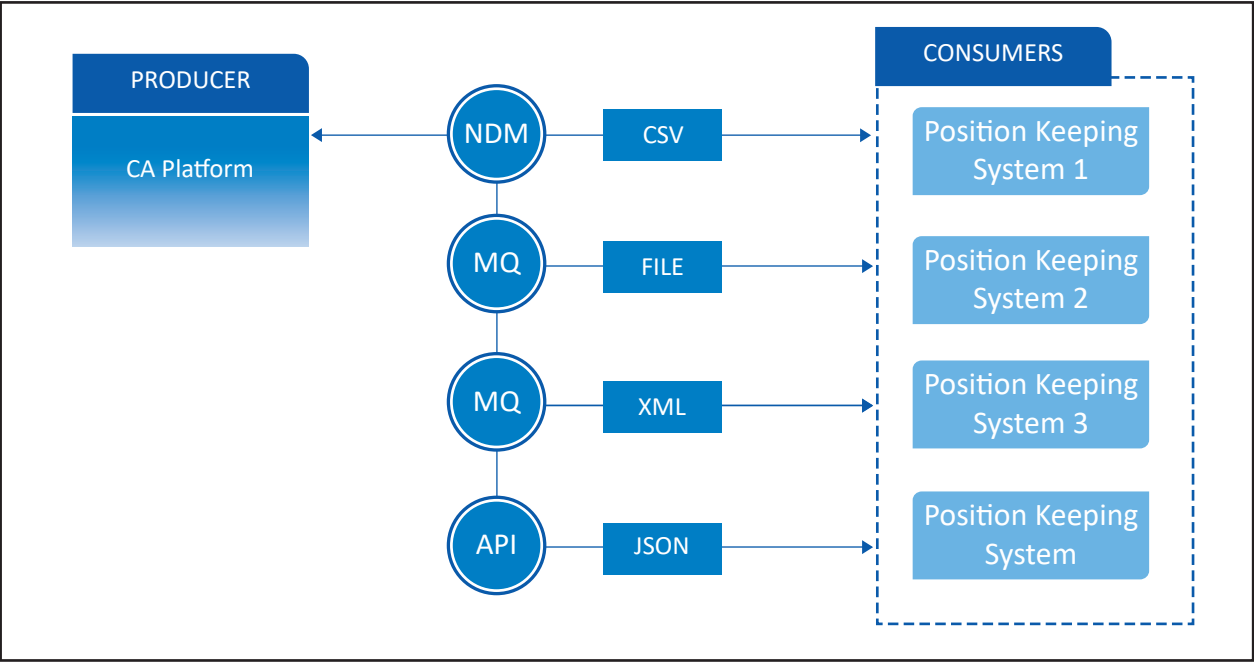 PRODUCER
CA Platform
CONSUMERS
NDM
CSV
Position Keeping
System 1
MQ
FILE
Position Keeping
System 2
MQ
XML
Position Keeping
System 3
API
JSON
Position Keeping
System